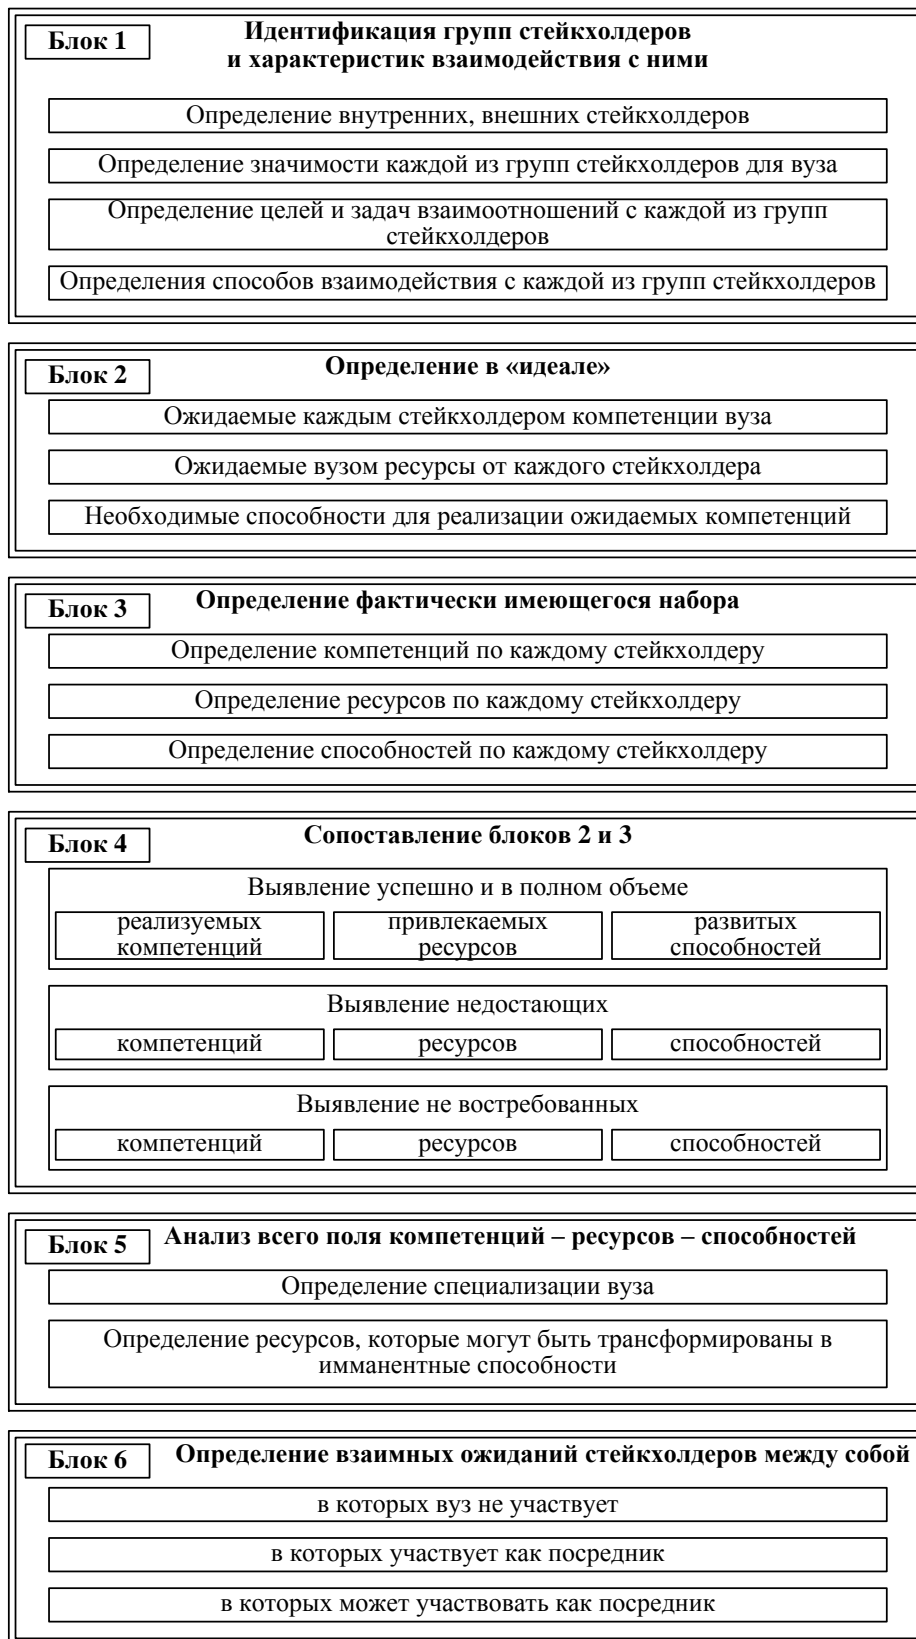 Блок 1
Идентификация групп стейкхолдеров
и характеристик взаимодействия с ними
Определение внутренних, внешних стейкхолдеров
Определение значимости каждой из групп стейкхолдеров для вуза
Определение целей и задач взаимоотношений с каждой из групп
стейкхолдеров
Определения способов взаимодействия с каждой из групп стейкхолдеров
Блок 2
Определение в «идеале»
Ожидаемые каждым стейкхолдером компетенции вуза
Ожидаемые вузом ресурсы от каждого стейкхолдера
Необходимые способности для реализации ожидаемых компетенций
Блок 3
Определение фактически имеющегося набора
Определение компетенций по каждому стейкхолдеру
Определение ресурсов по каждому стейкхолдеру
Определение способностей по каждому стейкхолдеру
Блок 4
Сопоставление блоков 2 и 3
Выявление успешно и в полном объеме
реализуемых
компетенций
привлекаемых
ресурсов
развитых
способностей
Выявление недостающих
компетенций
ресурсов
способностей
Выявление не востребованных
компетенций
ресурсов
способностей
Блок 5
Анализ всего поля компетенций – ресурсов – способностей
Определение специализации вуза
Определение ресурсов, которые могут быть трансформированы в
имманентные способности
Блок 6
Определение взаимных ожиданий стейкхолдеров между собой
в которых вуз не участвует
в которых участвует как посредник
в которых может участвовать как посредник